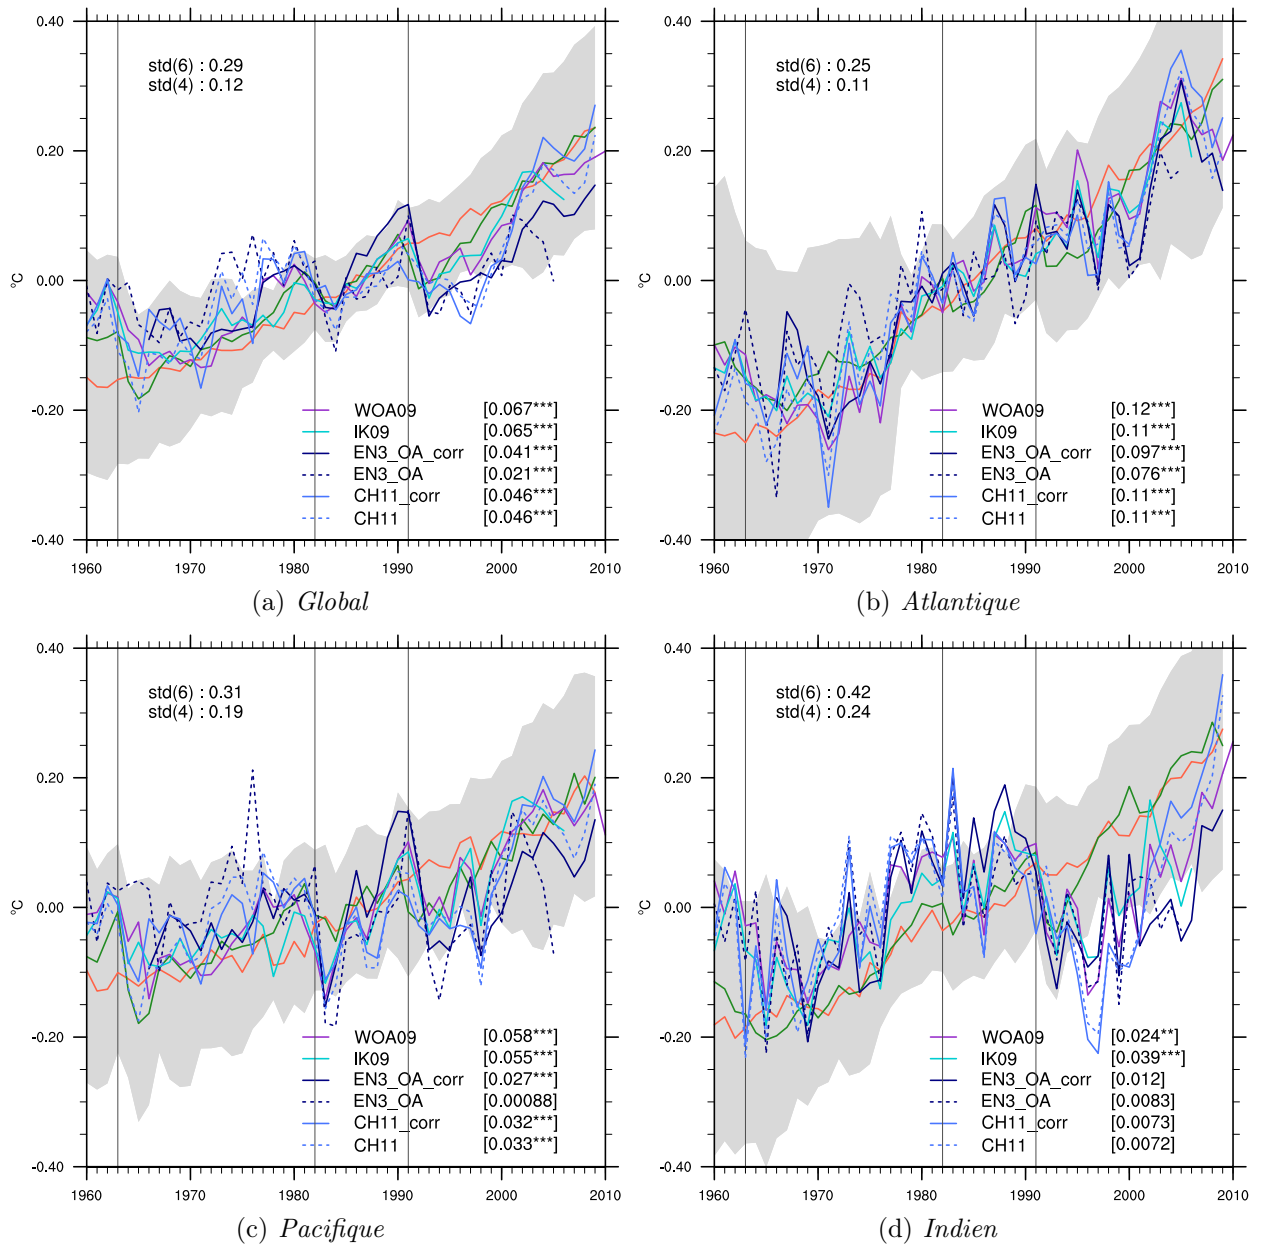 0.40
0.20
0.00
-0.20
-0.40
°C
std(6) : 0.29
std(4) : 0.12
WOA09 [0.067***]
IK09 [0.065***]
EN3_OA_corr [0.041***]
EN3_OA [0.021***]
CH11_corr [0.046***]
CH11 [0.046***]
1960 1970 1980 1990 2000 2010
(a) Global
0.40
0.20
0.00
-0.20
-0.40
°C
std(6) : 0.25
std(4) : 0.11
WOA09 [0.12***]
IK09 [0.11***]
EN3_OA_corr [0.097***]
EN3_OA [0.076***]
CH11_corr [0.11***]
CH11 [0.11***]
1960 1970 1980 1990 2000 2010
(b) Atlantique
0.40
0.20
0.00
-0.20
-0.40
°C
std(6) : 0.31
std(4) : 0.19
WOA09 [0.058***]
IK09 [0.055***]
EN3_OA_corr [0.027***]
EN3_OA [0.00088]
CH11_corr [0.032***]
CH11 [0.033***]
1960 1970 1980 1990 2000 2010
(c) Pacifique
0.40
0.20
0.00
-0.20
-0.40
°C
std(6) : 0.42
std(4) : 0.24
WOA09 [0.024**]
IK09 [0.039***]
EN3_OA_corr [0.012]
EN3_OA [0.0083]
CH11_corr [0.0073]
CH11 [0.0072]
1960 1970 1980 1990 2000 2010
(d) Indien